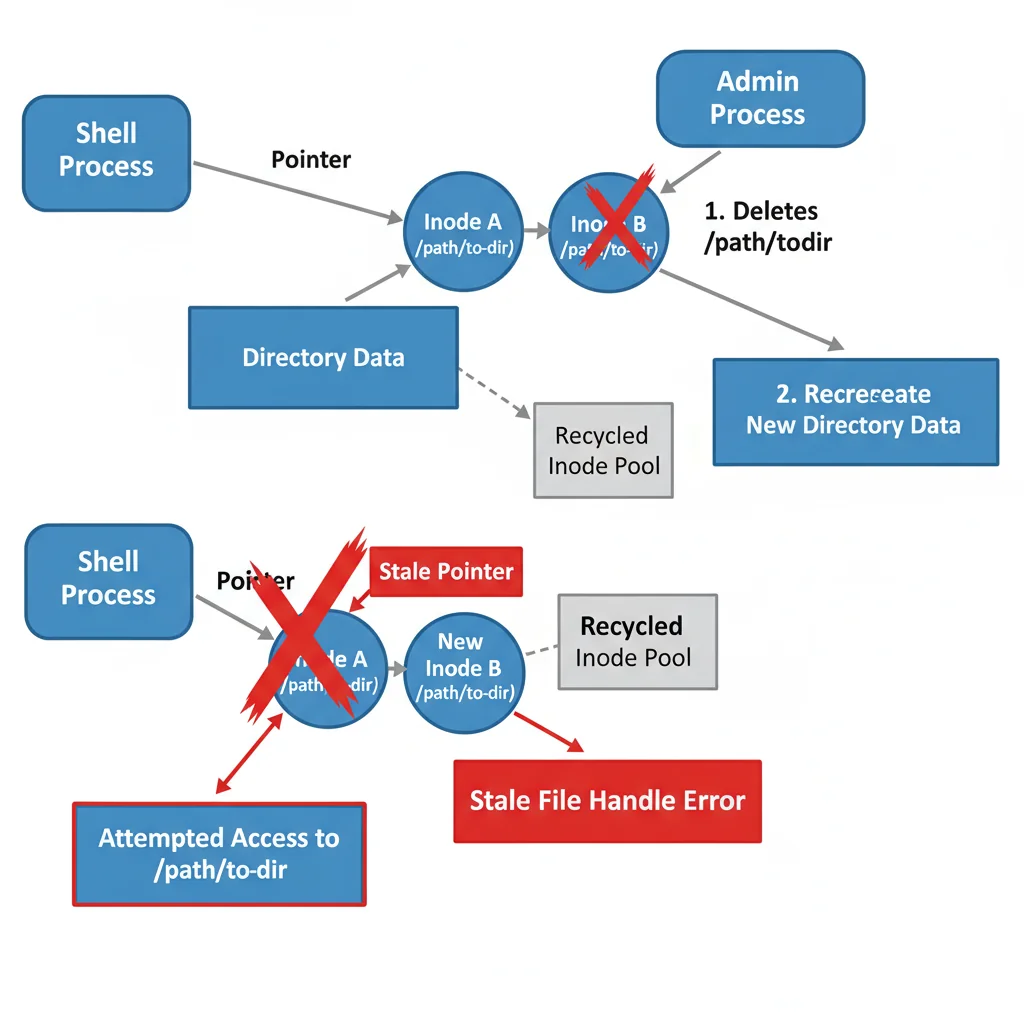 Admin
Process
Shell
Process
Pointer
Inode A
/path/to-dir)
Inode B
/path/to-dir)
1. Deletes
/path/todir
Directory Data
2. Recrereate
New Directory Data
Recycled
Inode Pool
Shell
Process
Pointer
Stale Pointer
Inode A
/path/to-dir)
New
Inode B
/path/to-dir)
Recycled
Inode Pool
Stale File Handle Error
Attempted Access to
/path/to-dir